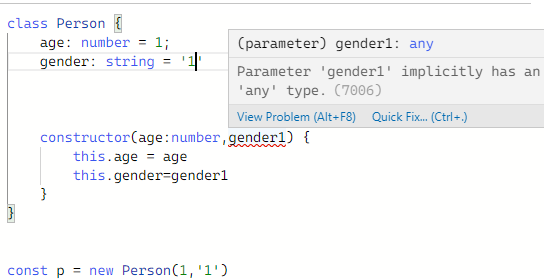 class Person {
age: number = 1;
gender: string = '1'
(parameter) gender1: any
Parameter 'gender1' implicitly has an
'any' type. (7006)
View Problem (Alt+F8) Quick Fix... (Ctrl+.)
constructor(age:number,gender1) {
this.age = age
this.gender=gender1
}
}
const p = new Person(1,'1')